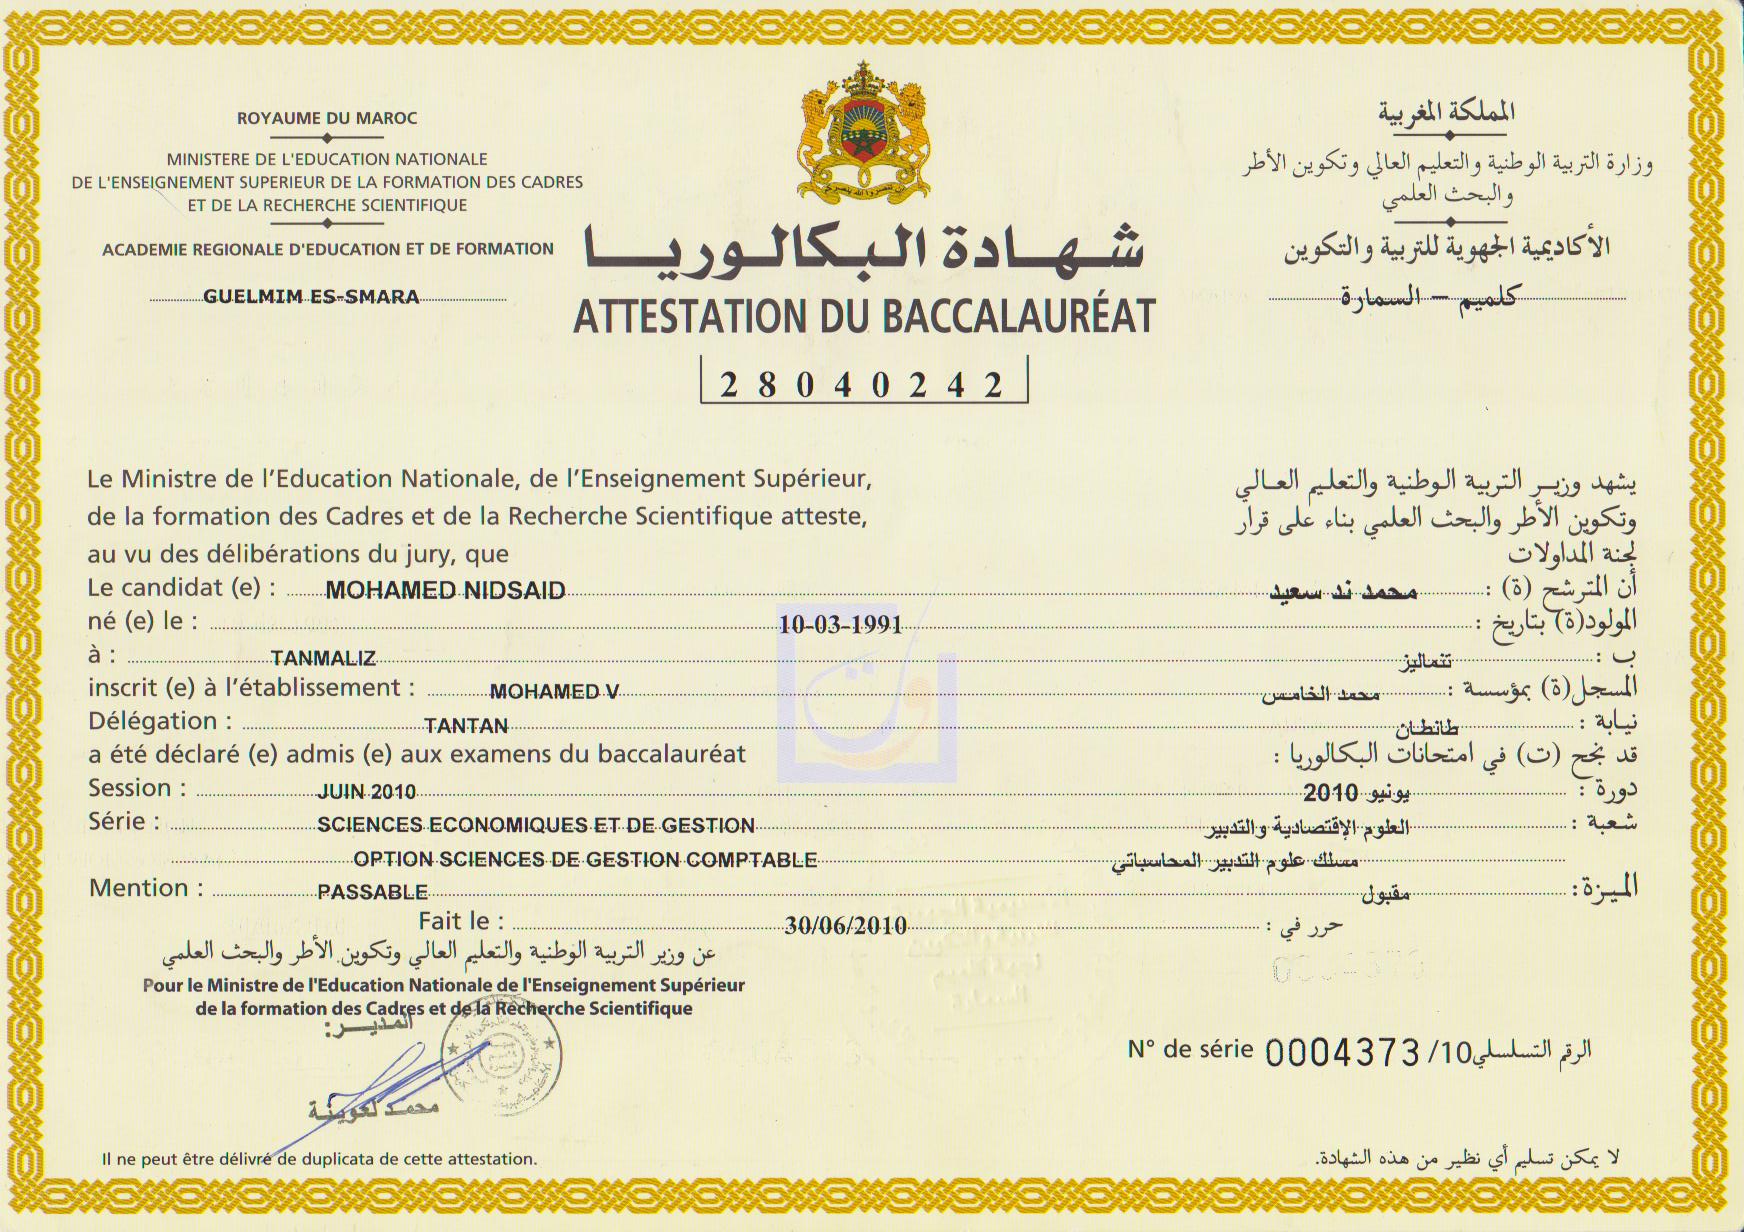 ROYAUME DU MAROC
MINISTERE DE L'EDUCATION NATIONALE
DE L'ENSEIGNEMENT SUPERIEUR DE LA FORMATION DES CADRES
ET DE LA RECHERCHE SCIENTIFIQUE
ACADEMIE REGIONALE D'EDUCATION ET DE FORMATION
GUELMIM ES-SMARA
المملكة المغربية
وزارة التربية الوطنية والتعليم العالي وتكوين الأطر
والبحث العلمي
الأكاديمية الجهوية للتربية والتكوين
كلميم – السمارة
شهادة البكالوريا
ATTESTATION DU BACCALAURÉAT
28040242
Le Ministre de l'Education Nationale, de l'Enseignement Supérieur,
de la formation des Cadres et de la Recherche Scientifique atteste,
au vu des délibérations du jury, que
يشهد وزير التربية الوطنية والتعليم العالي
وتكوين الأطر والبحث العلمي بناء على قرار
لجنة المداولات
Le candidat (e) : MOHAMED NIDSAID محمد ند سعيد أن المترشح (ة) :
né (e) le : 10-03-1991 المولود(ة) بتاريخ :
à : TANMALIZ تنماليز ب :
inscrit (e) à l'établissement : MOHAMED V محمد الخامس المسجل(ة) بمؤسسة :
Délégation : TANTAN طانطان نيابة :
a été déclaré (e) admis (e) aux examens du baccalauréat قد نجح (ت) في امتحانات البكالوريا :
Session : JUIN 2010 يونيو 2010 دورة :
Série : SCIENCES ECONOMIQUES ET DE GESTION العلوم الإقتصادية والتدبير شعبة :
OPTION SCIENCES DE GESTION COMPTABLE مسلك علوم التدبير المحاسباتي
Mention : PASSABLE مقبول الميزة :
Fait le : 30/06/2010 حرر في :
عن وزير التربية الوطنية والتعليم العالي وتكوين الأطر والبحث العلمي
Pour le Ministre de l'Education Nationale de l'Enseignement Supérieur
de la formation des Cadres et de la Recherche Scientifique
المدير:
محمد لعوينة
N° de série 0004373 /10 الرقم التسلسلي
Il ne peut être délivré de duplicata de cette attestation.
لا يمكن تسليم أي نظير من هذه الشهادة.